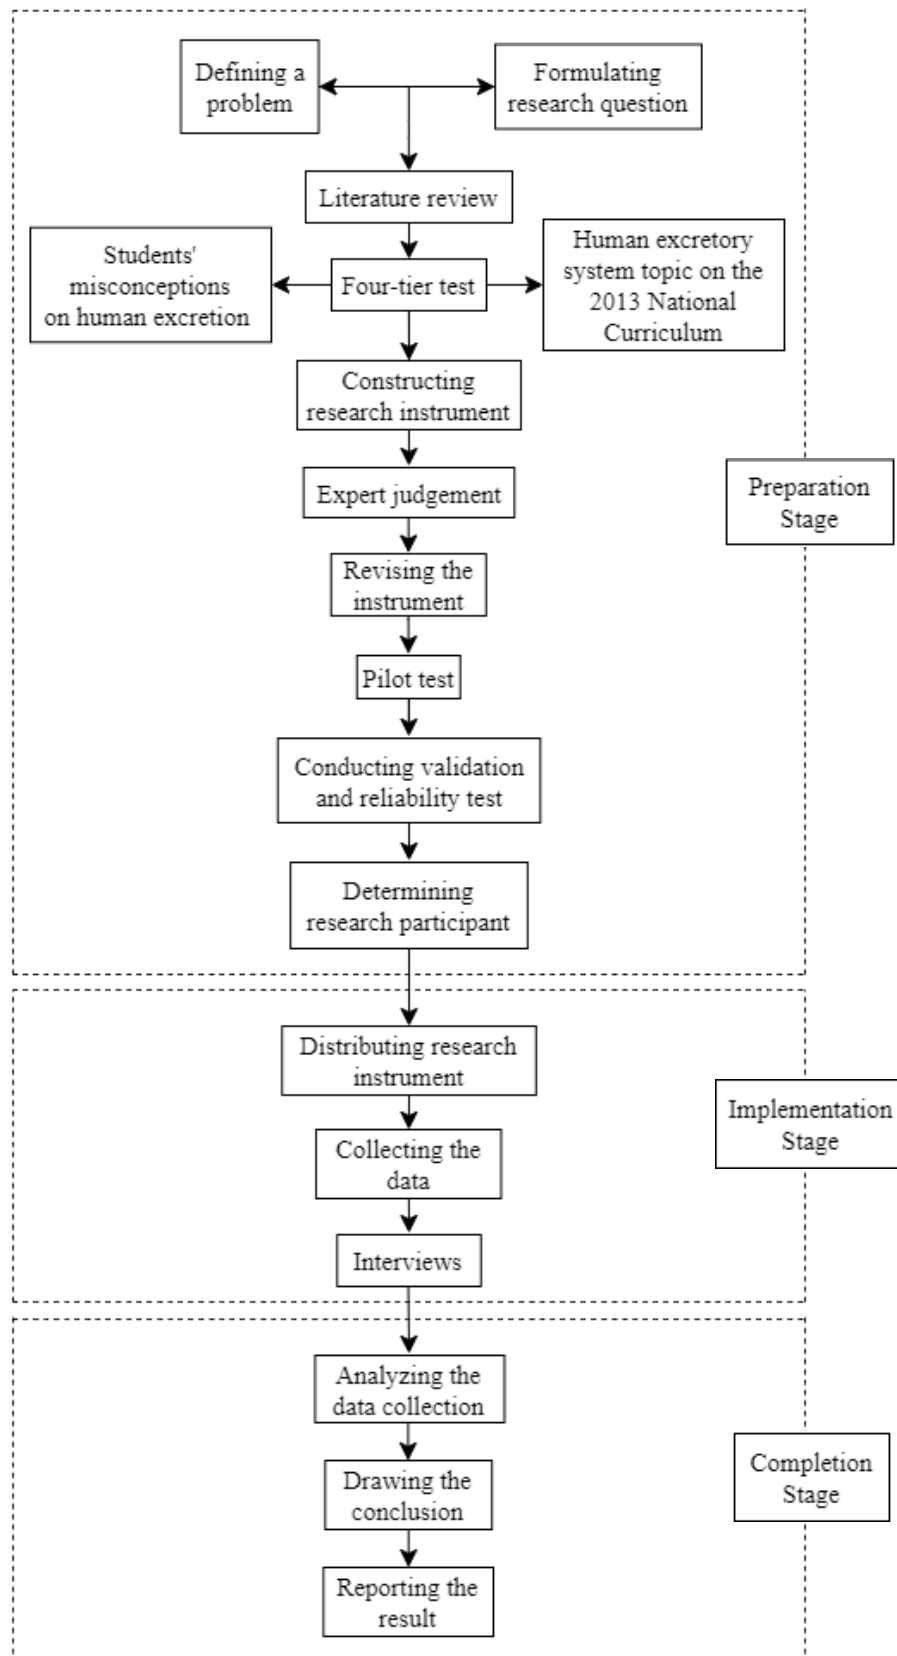 Defining a
problem
Formulating
research question
Literature review
Students'
misconceptions
on human excretion
Four-tier test
Human excretory
system topic on the
2013 National
Curriculum
Constructing
research instrument
Expert judgement
Revising the
instrument
Pilot test
Conducting validation
and reliability test
Determining
research participant
Preparation
Stage
Distributing research
instrument
Collecting the
data
Interviews
Implementation
Stage
Analyzing the
data collection
Drawing the
conclusion
Reporting the
result
Completion
Stage